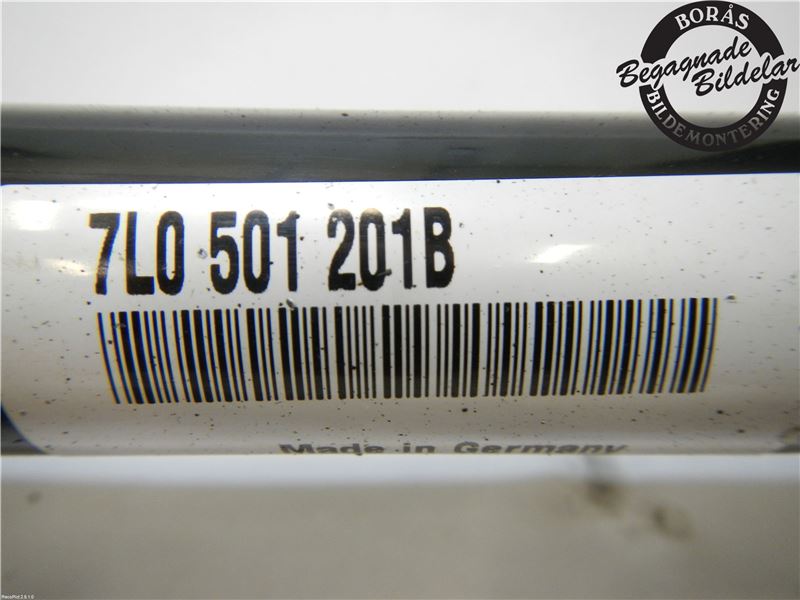 BORÅS
Begagnade
Bildelar
BILDEMONTERING
7L0 501 201B
Made in Germany